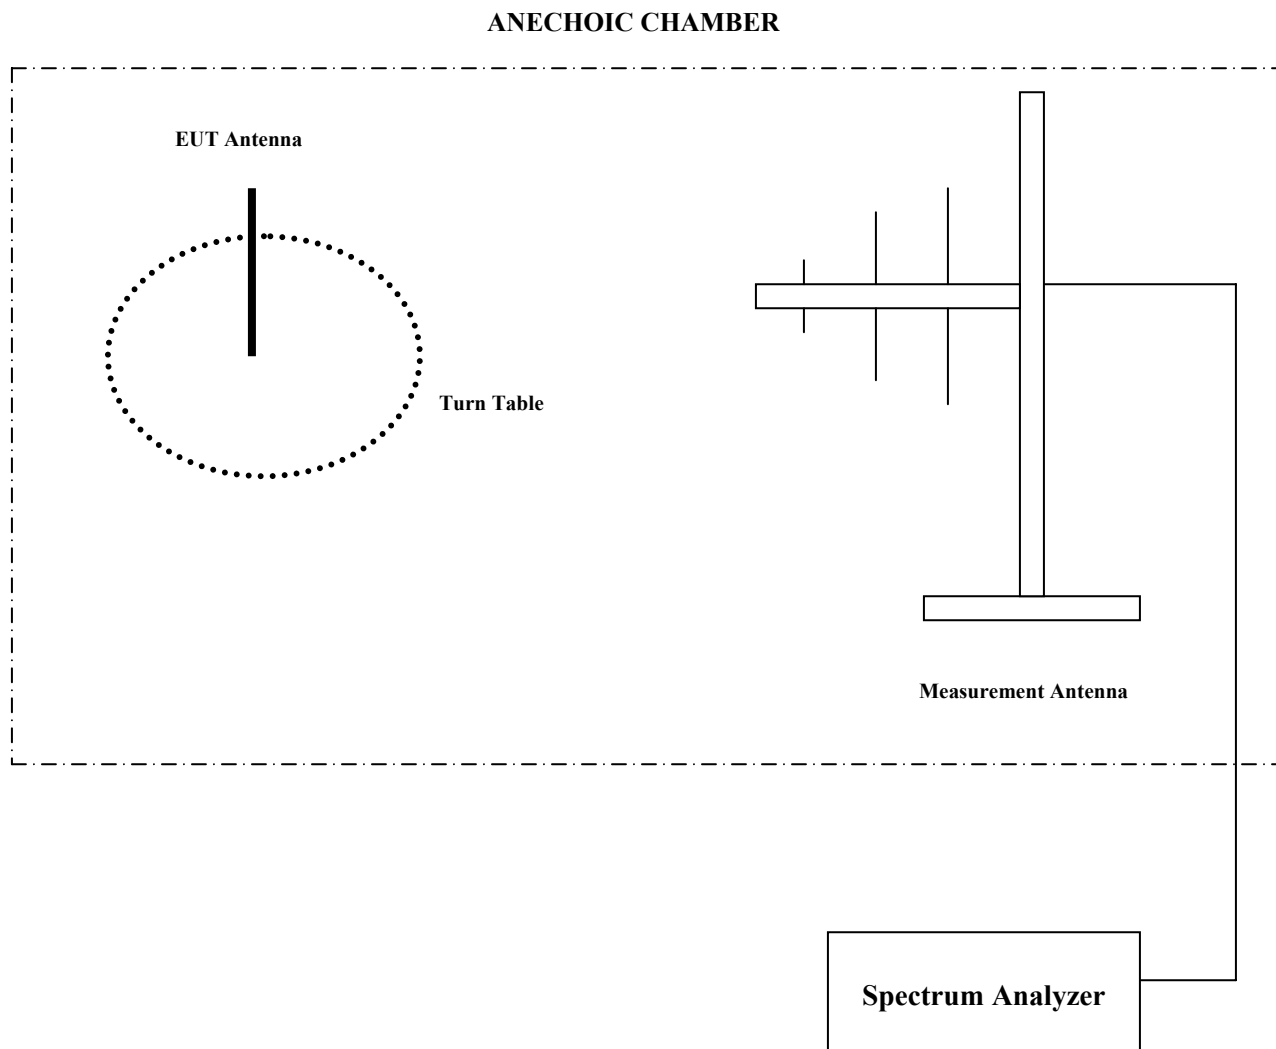 ANECHOIC CHAMBER
EUT Antenna
Turn Table
Measurement Antenna
Spectrum Analyzer